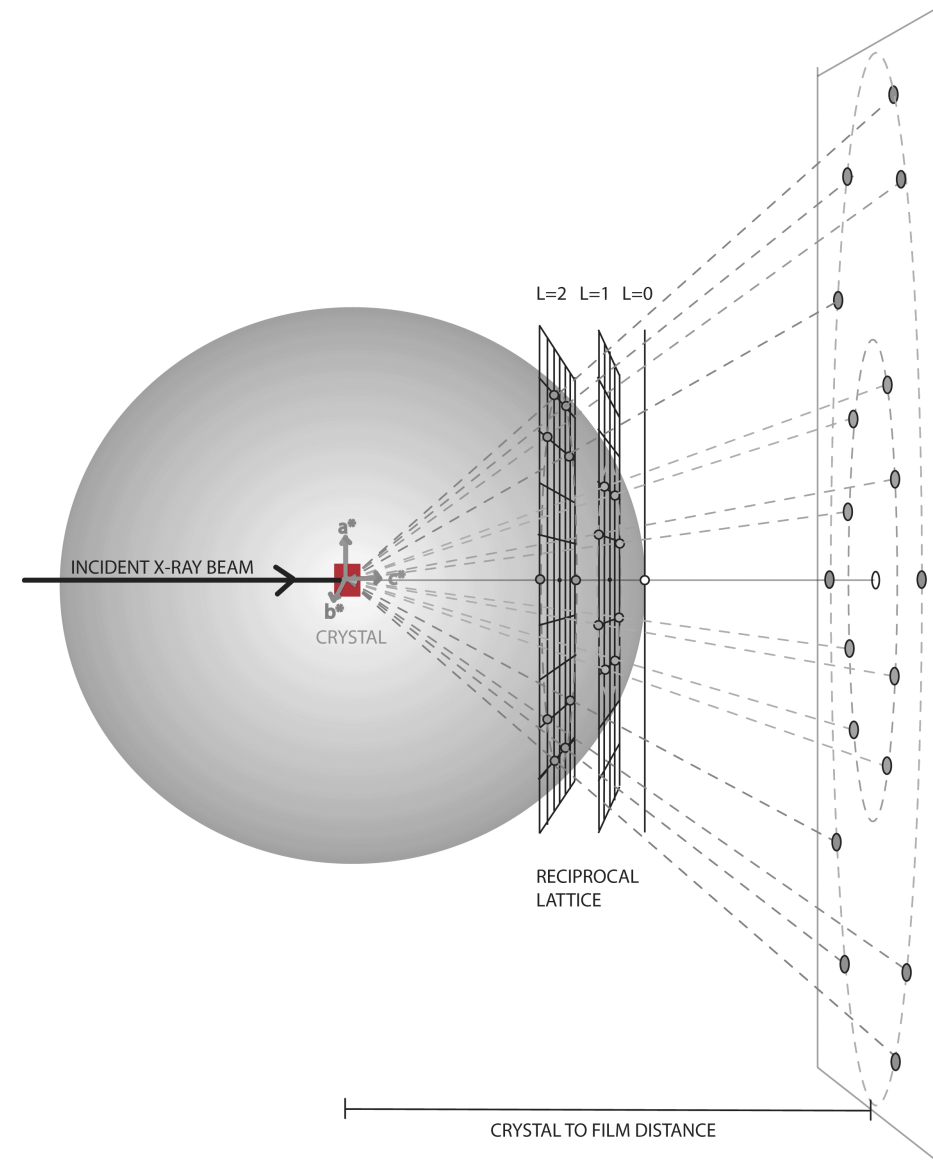 L=2 L=1 L=0
a*
INCIDENT X-RAY BEAM
c*
b*
CRYSTAL
RECIPROCAL
LATTICE
CRYSTAL TO FILM DISTANCE